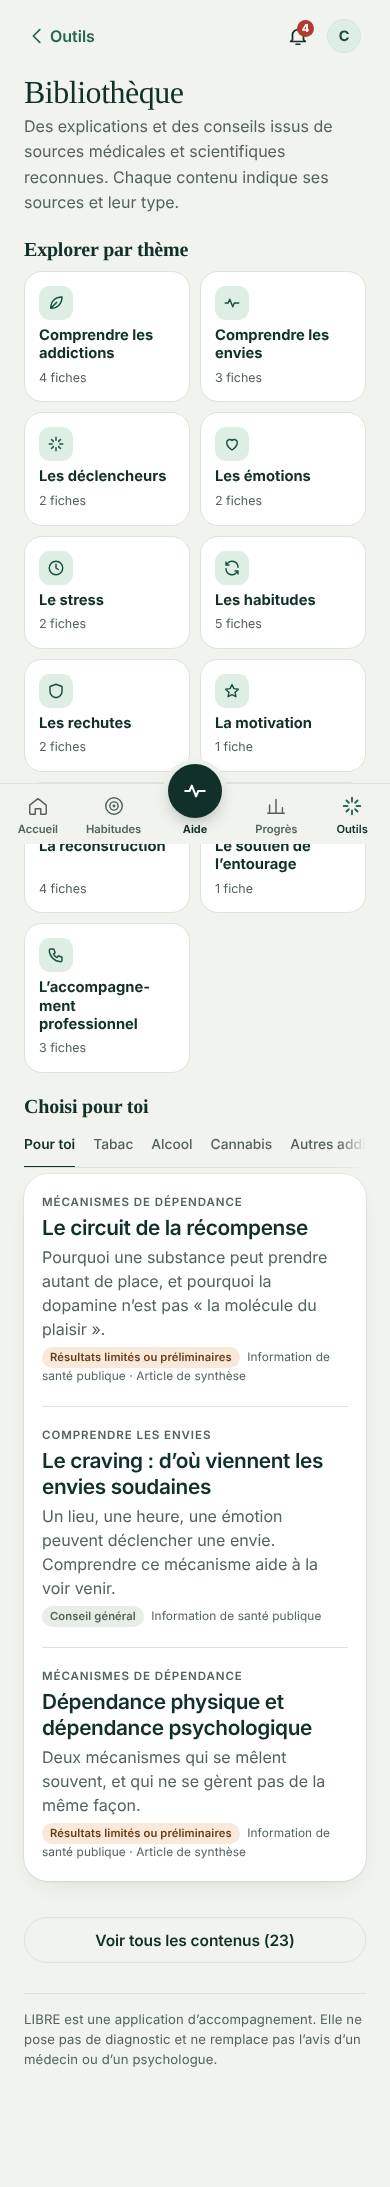 Outils
4
C
Bibliothèque
Des explications et des conseils issus de
sources médicales et scientifiques
reconnues. Chaque contenu indique ses
sources et leur type.
Explorer par thème
Comprendre les
addictions
4 fiches
Comprendre les
envies
3 fiches
Les déclencheurs
2 fiches
Les émotions
2 fiches
Le stress
2 fiches
Les habitudes
5 fiches
Les rechutes
2 fiches
La motivation
1 fiche
Accueil
Habitudes
Aide
Progrès
Outils
La reconstruction
4 fiches
Le soutien de
l’entourage
1 fiche
L’accompagne-
ment
professionnel
3 fiches
Choisi pour toi
Pour toi
Tabac
Alcool
Cannabis
Autres addi
MÉCANISMES DE DÉPENDANCE
Le circuit de la récompense
Pourquoi une substance peut prendre
autant de place, et pourquoi la
dopamine n’est pas « la molécule du
plaisir ».
Résultats limités ou préliminaires Information de
santé publique · Article de synthèse
COMPRENDRE LES ENVIES
Le craving : d’où viennent les
envies soudaines
Un lieu, une heure, une émotion
peuvent déclencher une envie.
Comprendre ce mécanisme aide à la
voir venir.
Conseil général Information de santé publique
MÉCANISMES DE DÉPENDANCE
Dépendance physique et
dépendance psychologique
Deux mécanismes qui se mêlent
souvent, et qui ne se gèrent pas de la
même façon.
Résultats limités ou préliminaires Information de
santé publique · Article de synthèse
Voir tous les contenus (23)
LIBRE est une application d’accompagnement. Elle ne
pose pas de diagnostic et ne remplace pas l’avis d’un
médecin ou d’un psychologue.